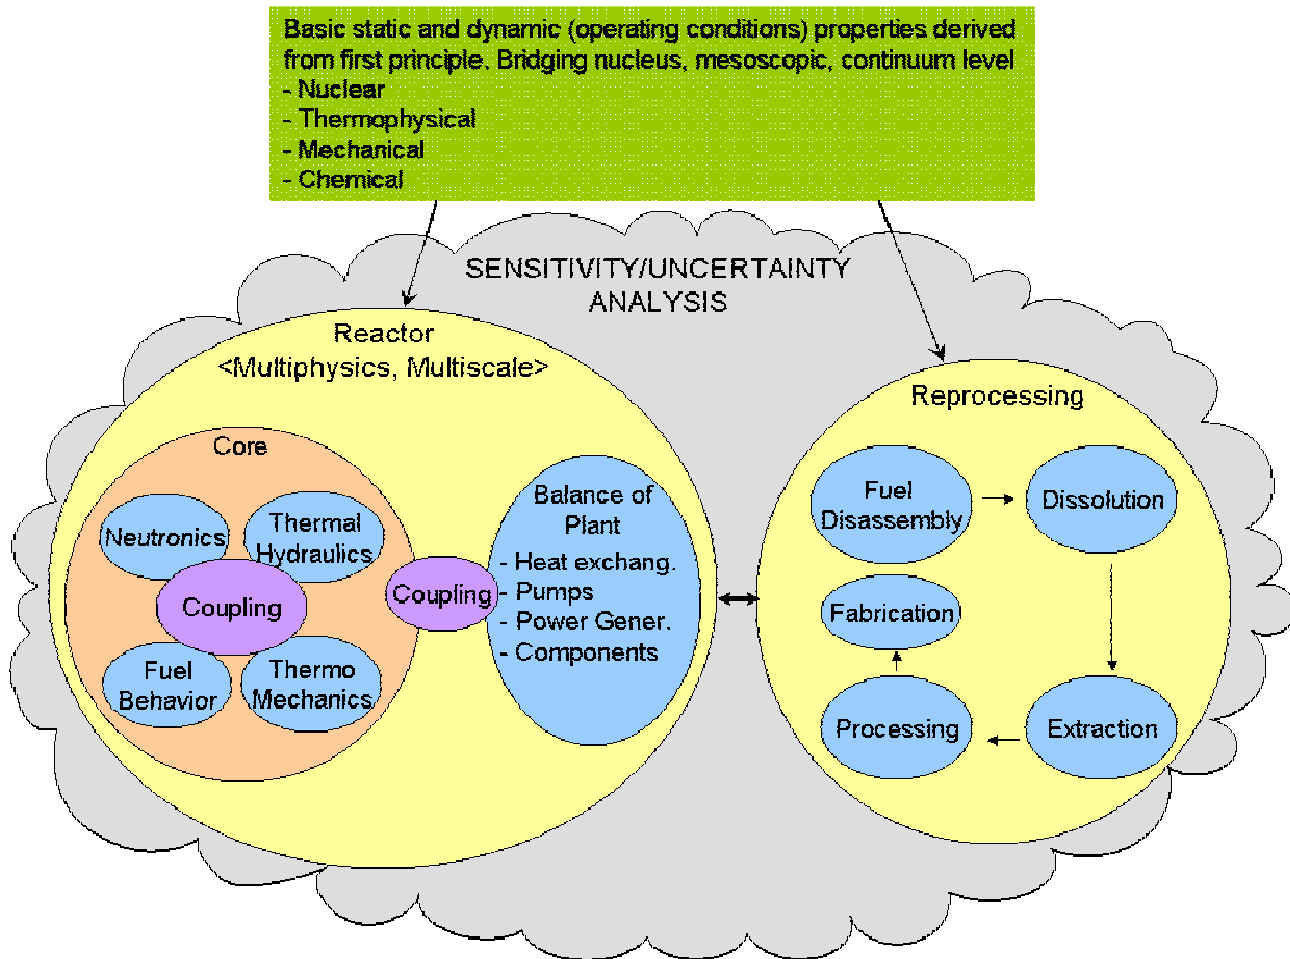 Basic static and dynamic (operating conditions) properties derived
from first principle. Bridging nucleus, mesoscopic, continuum level
- Nuclear
- Thermophysical
- Mechanical
- Chemical
SENSITIVITY/UNCERTAINTY
ANALYSIS
Reactor
<Multiphysics, Multiscale>
Core
Neutronics
Thermal
Hydraulics
Coupling
Fuel
Behavior
Thermo
Mechanics
Coupling
Balance of
Plant
- Heat exchang.
- Pumps
- Power Gener.
- Components
Reprocessing
Fuel
Disassembly
Dissolution
Fabrication
Processing
Extraction